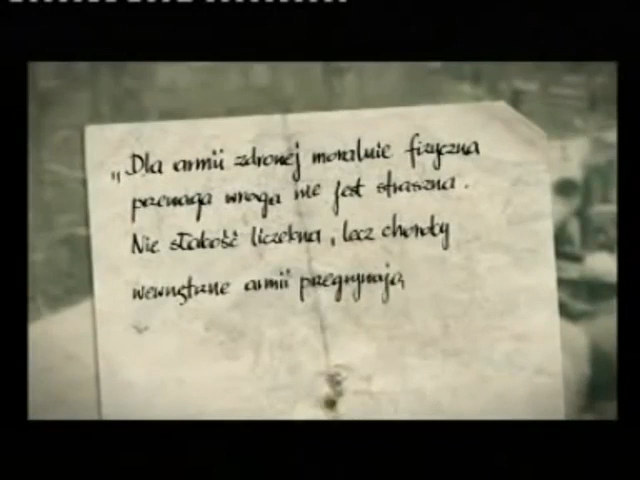 „Dla armii zdrowej moralnie fizyczna
przewaga wroga nie jest straszna.
Nie słabość liczebna, lecz choroby
wewnętrzne armii przegrywają